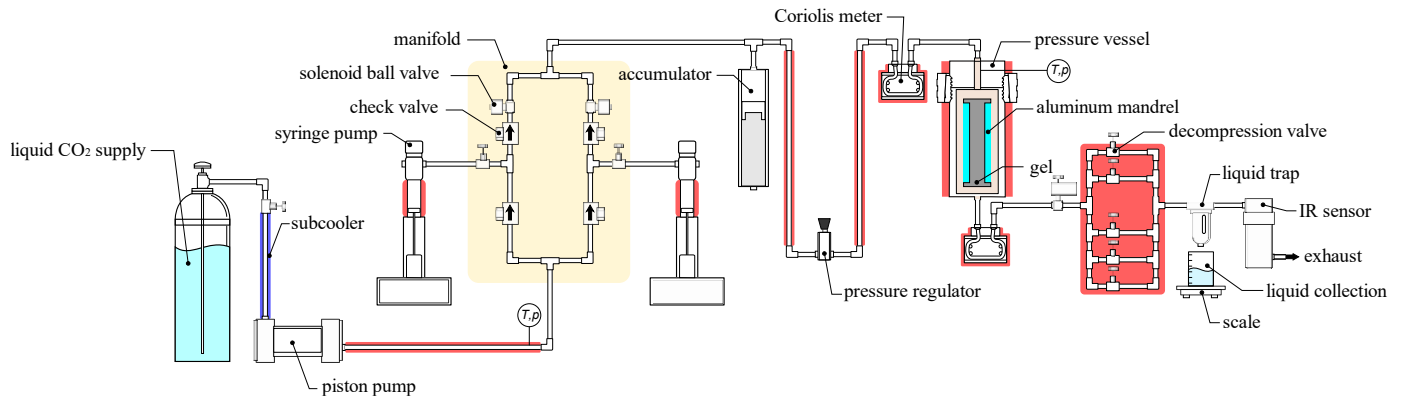 Coriolis meter
manifold
pressure vessel
solenoid ball valve
accumulator
T,p
check valve
aluminum mandrel
syringe pump
decompression valve
liquid CO2 supply
gel
liquid trap
IR sensor
subcooler
exhaust
pressure regulator
liquid collection
T,p
scale
piston pump